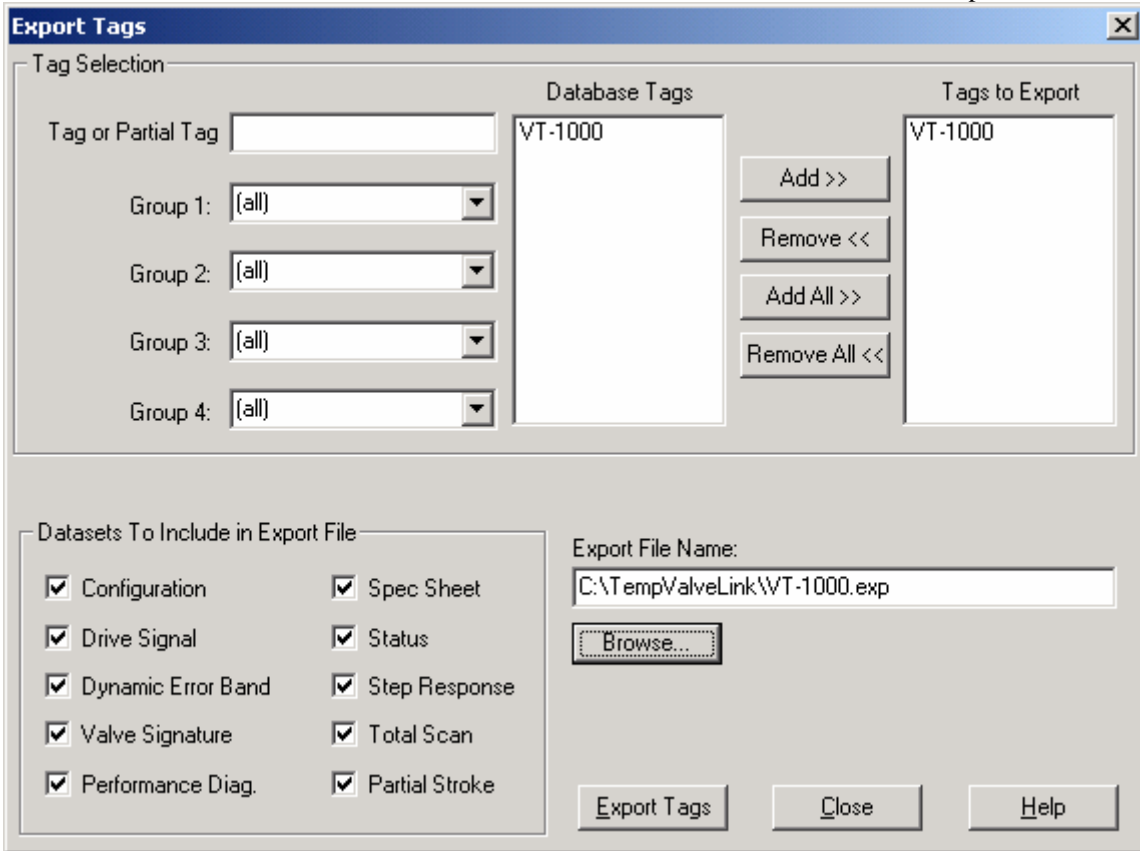 Export Tags
Tag Selection
Database Tags
Tags to Export
Tag or Partial Tag
VT-1000
VT-1000
Add >>
Group 1: (all)
Remove <<
Group 2: (all)
Add All >>
Group 3: (all)
Remove All <<
Group 4: (all)
Datasets To Include in Export File
Configuration
Spec Sheet
Drive Signal
Status
Dynamic Error Band
Step Response
Valve Signature
Total Scan
Performance Diag.
Partial Stroke
Export File Name:
C:\TempValveLink\VT-1000.exp
Browse...
Export Tags
Close
Help